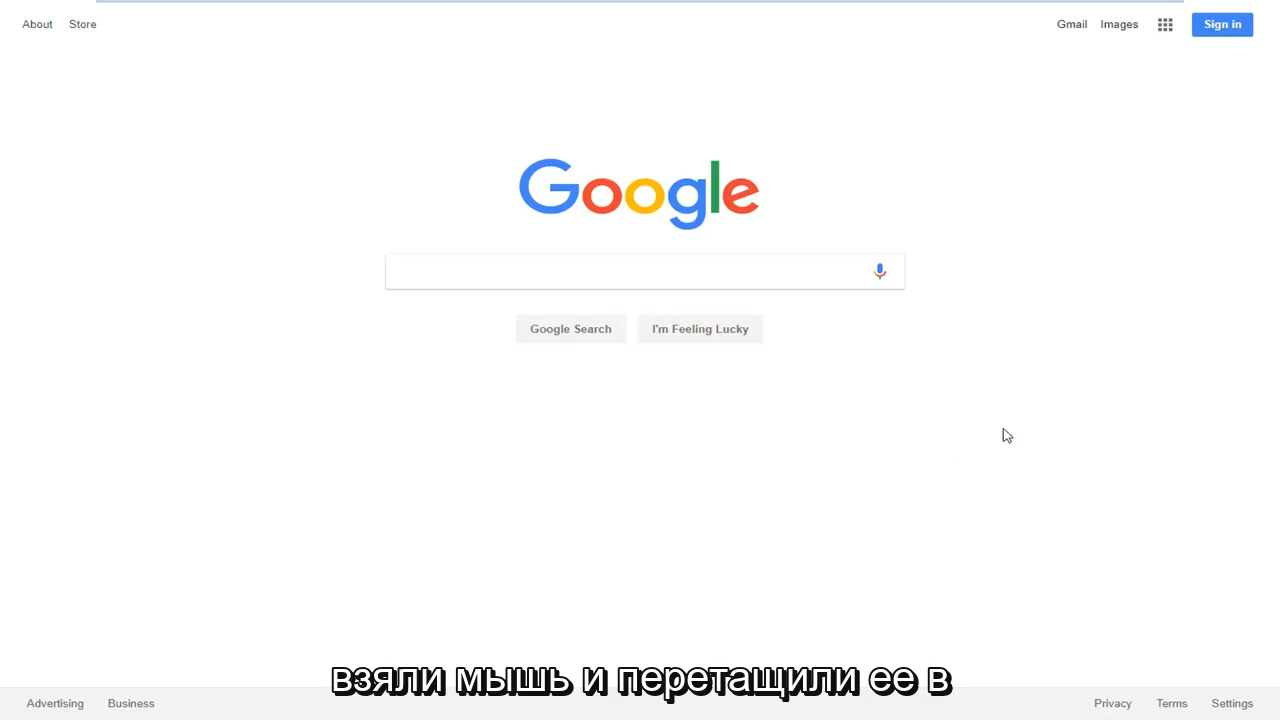 About Store
Gmail Images Sign in
Google
Google Search I'm Feeling Lucky
взяли мышь и перетащили ее в
Advertising Business
Privacy Terms Settings